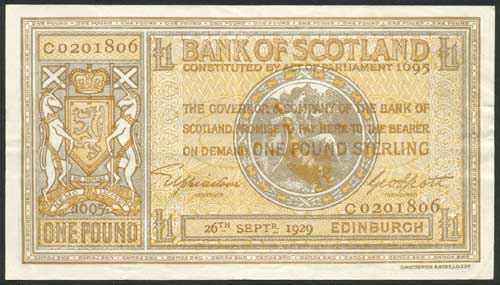 C0201806
£1 BANK OF SCOTLAND £1
CONSTITUTED BY ACT OF PARLIAMENT 1695
THE GOVERNOR & COMPANY OF THE BANK OF
SCOTLAND PROMISE TO PAY HERE TO THE BEARER
ON DEMAND ONE POUND STERLING
GOVERNOR
C0201806
1695
ONE POUND
£1 26TH SEPTR. 1929 EDINBURGH £1